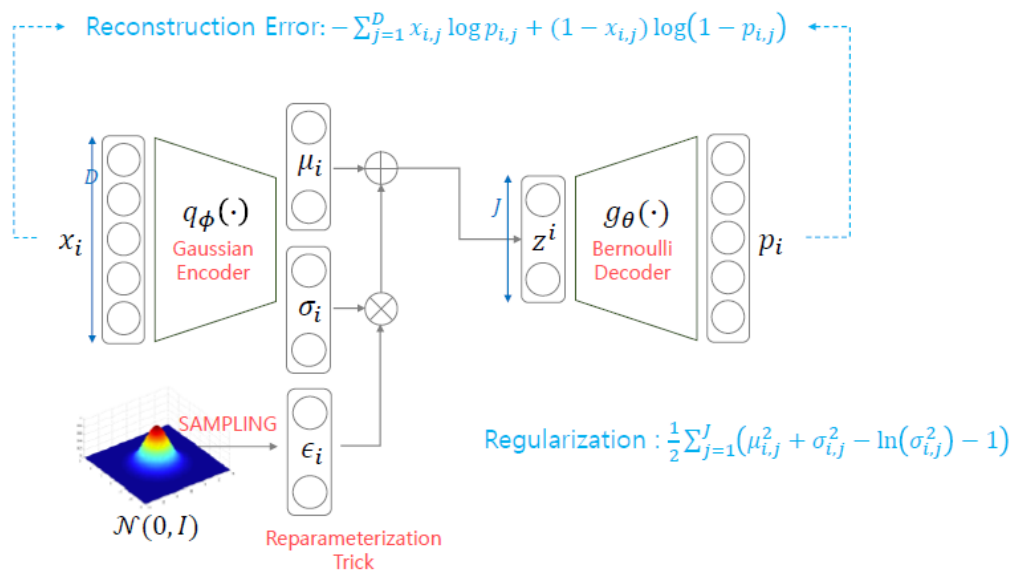 Reconstruction Error: −∑_{j=1}^{D} x_{i,j} log p_{i,j} + (1 − x_{i,j}) log(1 − p_{i,j})
D
x_i
q_ϕ(·)
Gaussian
Encoder
μ_i
σ_i
J
z^i
g_θ(·)
Bernoulli
Decoder
p_i
SAMPLING
ϵ_i
𝒩(0, I)
Reparameterization
Trick
Regularization : ½∑_{j=1}^{J}(μ_{i,j}^2 + σ_{i,j}^2 − ln(σ_{i,j}^2) − 1)